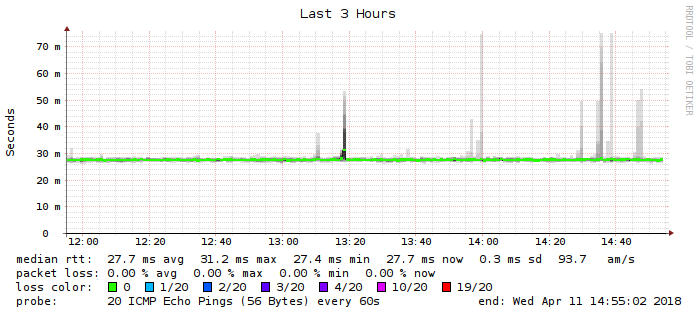 Last 3 Hours
RRDTOOL / TOBI OETIKER
Seconds
70 m
60 m
50 m
40 m
30 m
20 m
10 m
0
12:00 12:20 12:40 13:00 13:20 13:40 14:00 14:20 14:40
median rtt: 27.7 ms avg 31.2 ms max 27.4 ms min 27.7 ms now 0.3 ms sd 93.7 am/s
packet loss: 0.00 % avg 0.00 % max 0.00 % min 0.00 % now
loss color: 0 1/20 2/20 3/20 4/20 10/20 19/20
probe: 20 ICMP Echo Pings (56 Bytes) every 60s end: Wed Apr 11 14:55:02 2018